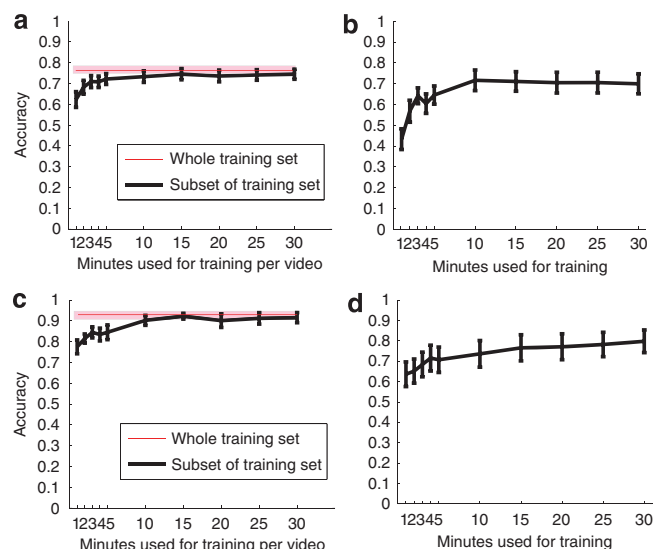 a
1
0.9
0.8
0.7
0.6
0.5
0.4
0.3
0.2
0.1
0
Accuracy
Whole training set
Subset of training set
12345 10 15 20 25 30
Minutes used for training per video
b
1
0.9
0.8
0.7
0.6
0.5
0.4
0.3
0.2
0.1
0
12345 10 15 20 25 30
Minutes used for training
c
1
0.9
0.8
0.7
0.6
0.5
0.4
0.3
0.2
0.1
0
Accuracy
Whole training set
Subset of training set
12345 10 15 20 25 30
Minutes used for training per video
d
1
0.9
0.8
0.7
0.6
0.5
0.4
0.3
0.2
0.1
0
12345 10 15 20 25 30
Minutes used for training